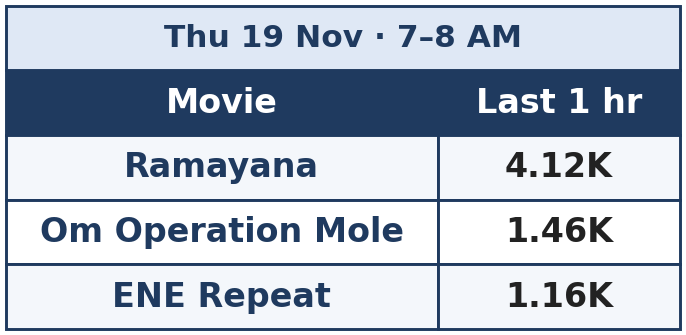 Thu 19 Nov · 7–8 AM
Movie Last 1 hr
Ramayana 4.12K
Om Operation Mole 1.46K
ENE Repeat 1.16K